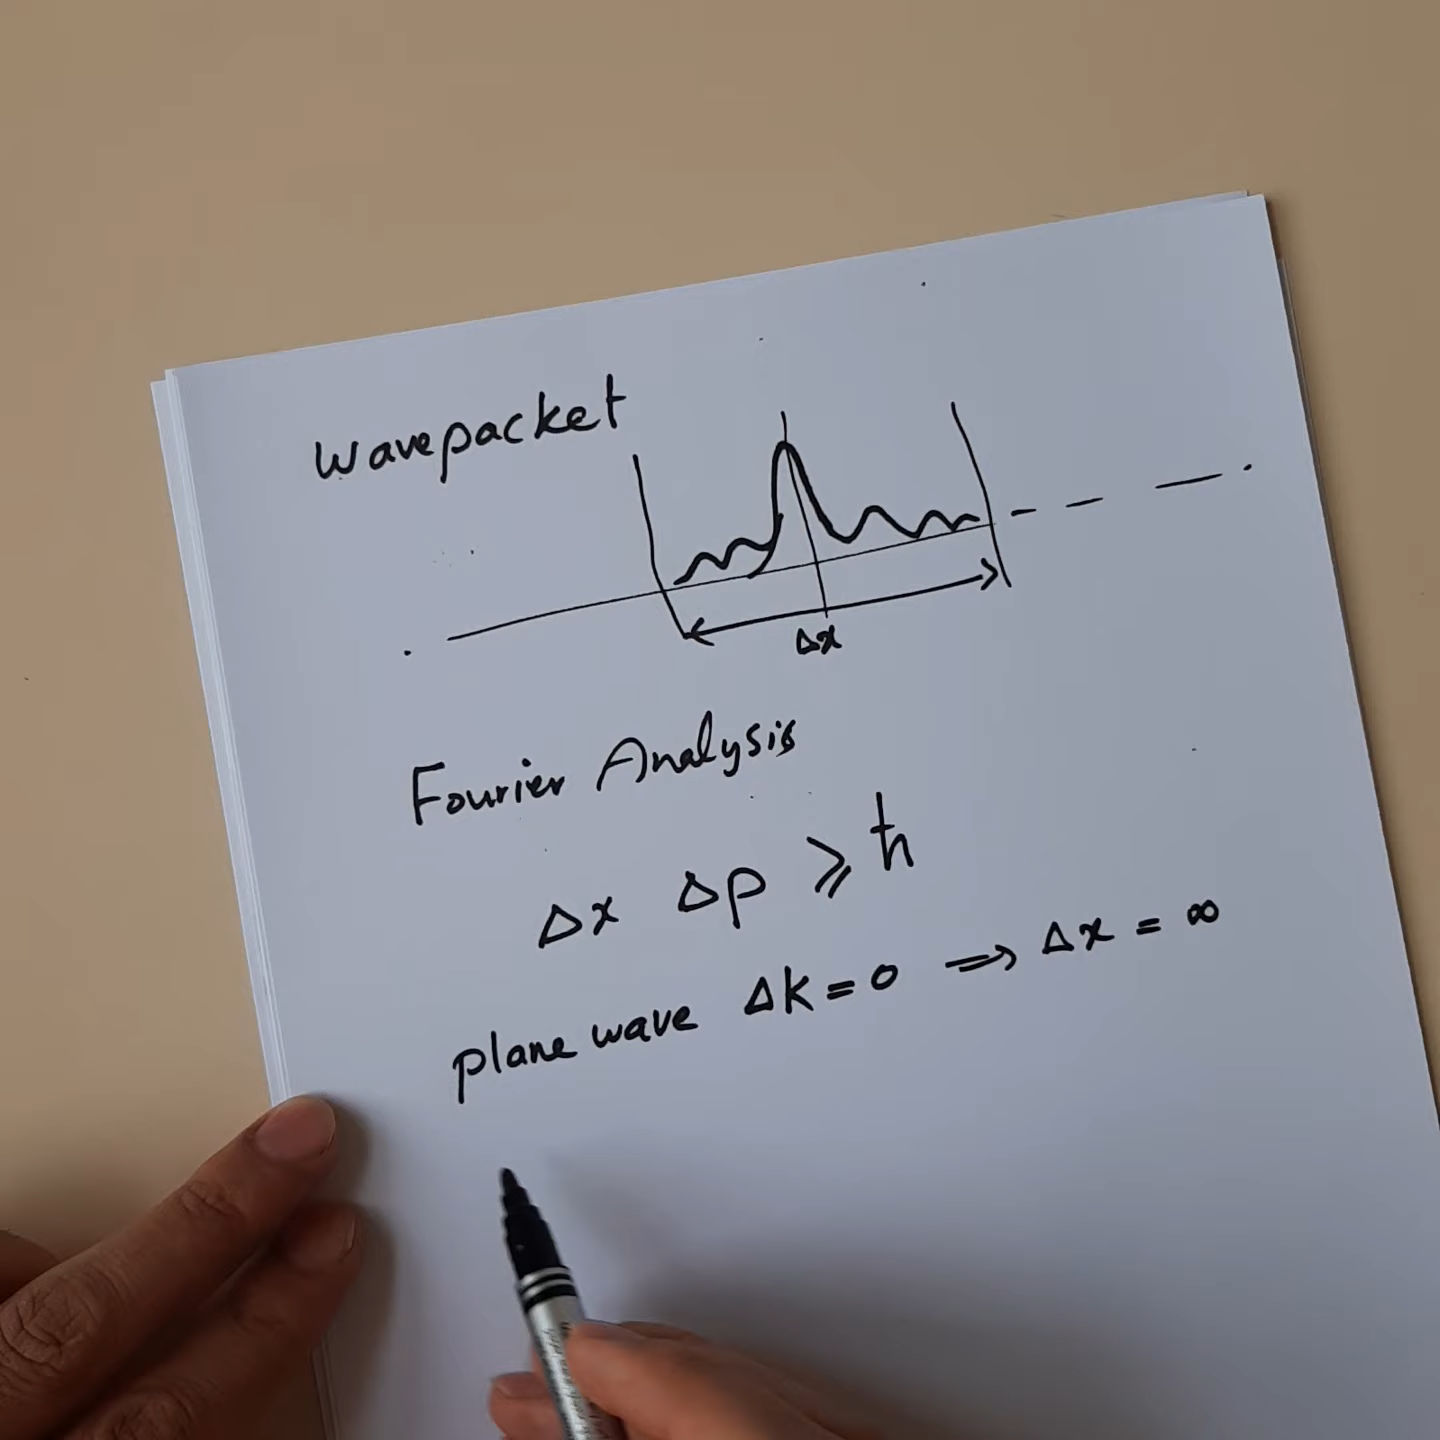 Wavepacket
Δx
Fourier Analysis
Δx Δp ⩾ ħ
plane wave Δk = 0 ⇒ Δx = ∞